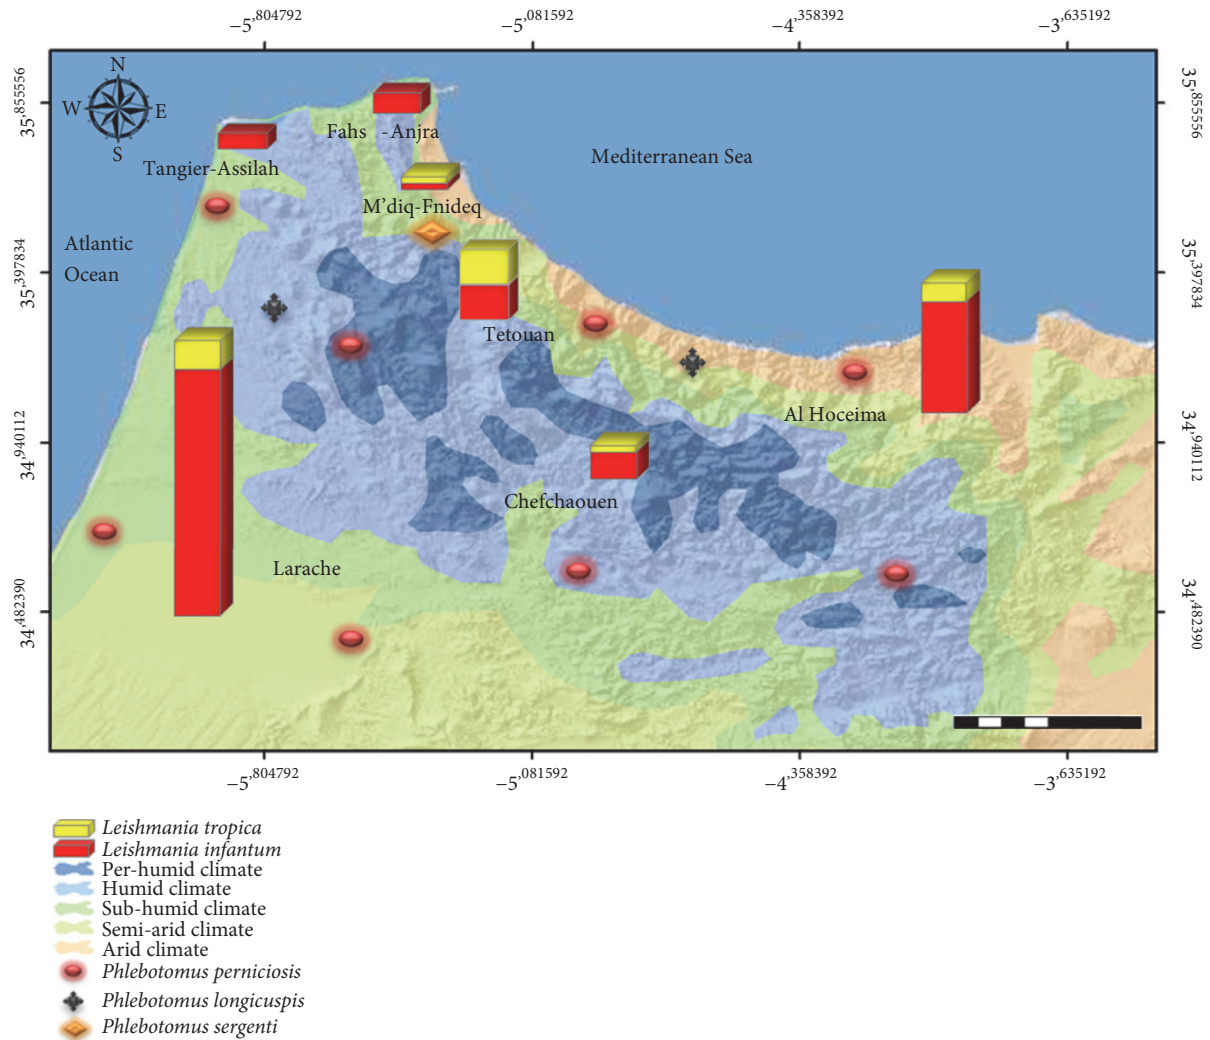 −5,804792 −5,081592 −4,358392 −3,635192
35,855556
35,397834
34,940112
34,482390
N
W E
S
Fahs -Anjra
Tangier-Assilah
Mediterranean Sea
M’diq-Fnideq
Atlantic
Ocean
Tetouan
Al Hoceima
Chefchaouen
Larache
35,855556
35,397834
34,940112
34,482390
−5,804792 −5,081592 −4,358392 −3,635192
Leishmania tropica
Leishmania infantum
Per-humid climate
Humid climate
Sub-humid climate
Semi-arid climate
Arid climate
Phlebotomus perniciosis
Phlebotomus longicuspis
Phlebotomus sergenti